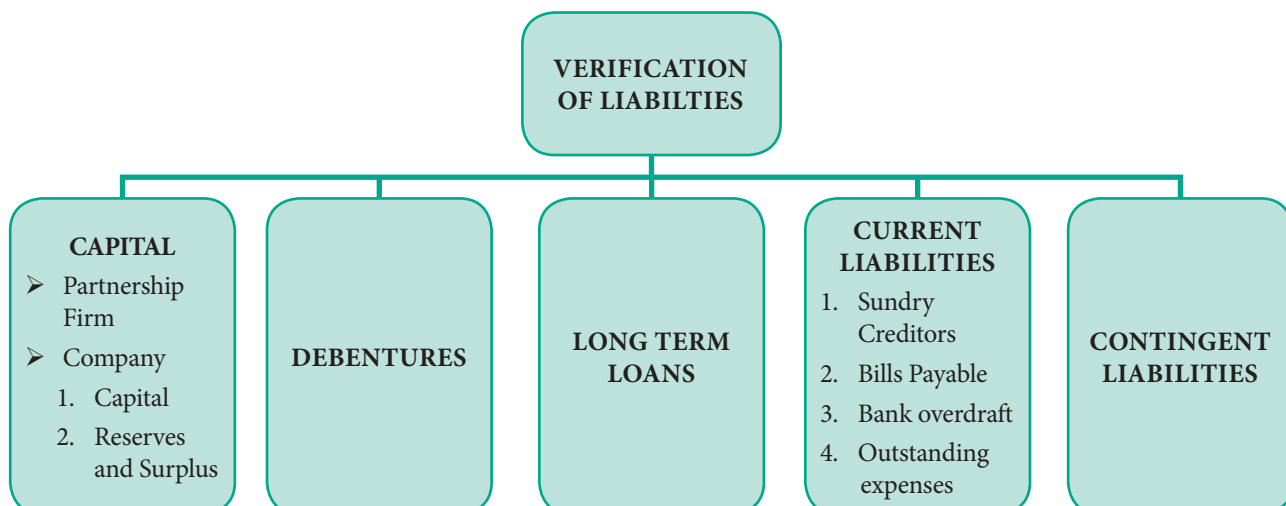 VERIFICATION
OF LIABILTIES
CAPITAL
➢ Partnership
Firm
➢ Company
1. Capital
2. Reserves
and Surplus
DEBENTURES
LONG TERM
LOANS
CURRENT
LIABILITIES
1. Sundry
Creditors
2. Bills Payable
3. Bank overdraft
4. Outstanding
expenses
CONTINGENT
LIABILITIES